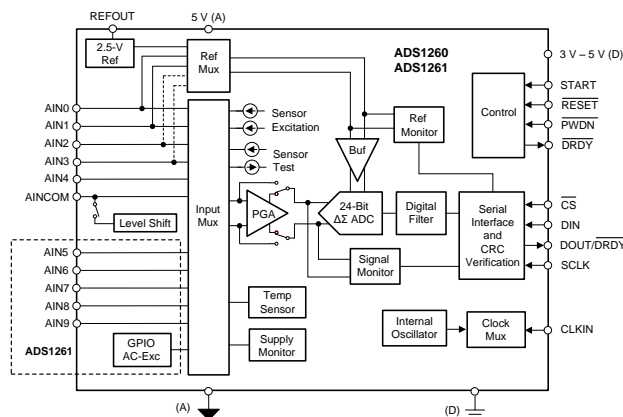 REFOUT
5 V (A)
2.5-V
Ref
Ref
Mux
ADS1260
ADS1261
3 V – 5 V (D)
AIN0
AIN1
AIN2
AIN3
AIN4
AINCOM
Level Shift
Sensor
Excitation
Sensor
Test
Input
Mux
PGA
Buf
Ref
Monitor
24-Bit
ΔΣ ADC
Digital
Filter
Signal
Monitor
Control
START
RESET
PWDN
DRDY
Serial
Interface
and
CRC
Verification
CS
DIN
DOUT/DRDY
SCLK
AIN5
AIN6
AIN7
AIN8
AIN9
ADS1261
GPIO
AC-Exc
Temp
Sensor
Supply
Monitor
Internal
Oscillator
Clock
Mux
CLKIN
(A)
(D)